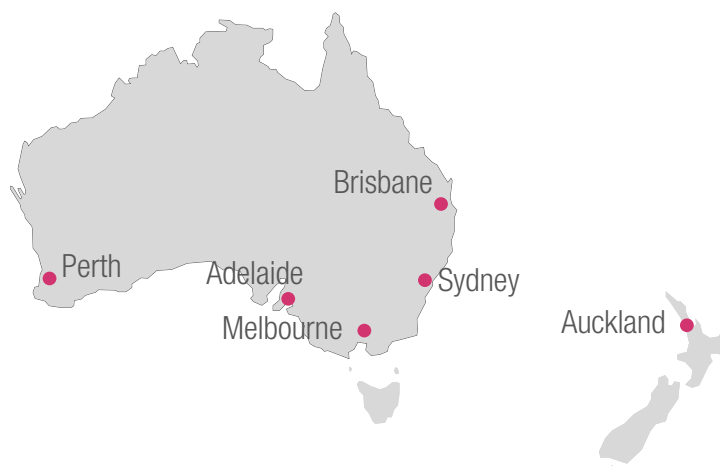 Brisbane
Perth
Adelaide
Sydney
Melbourne
Auckland